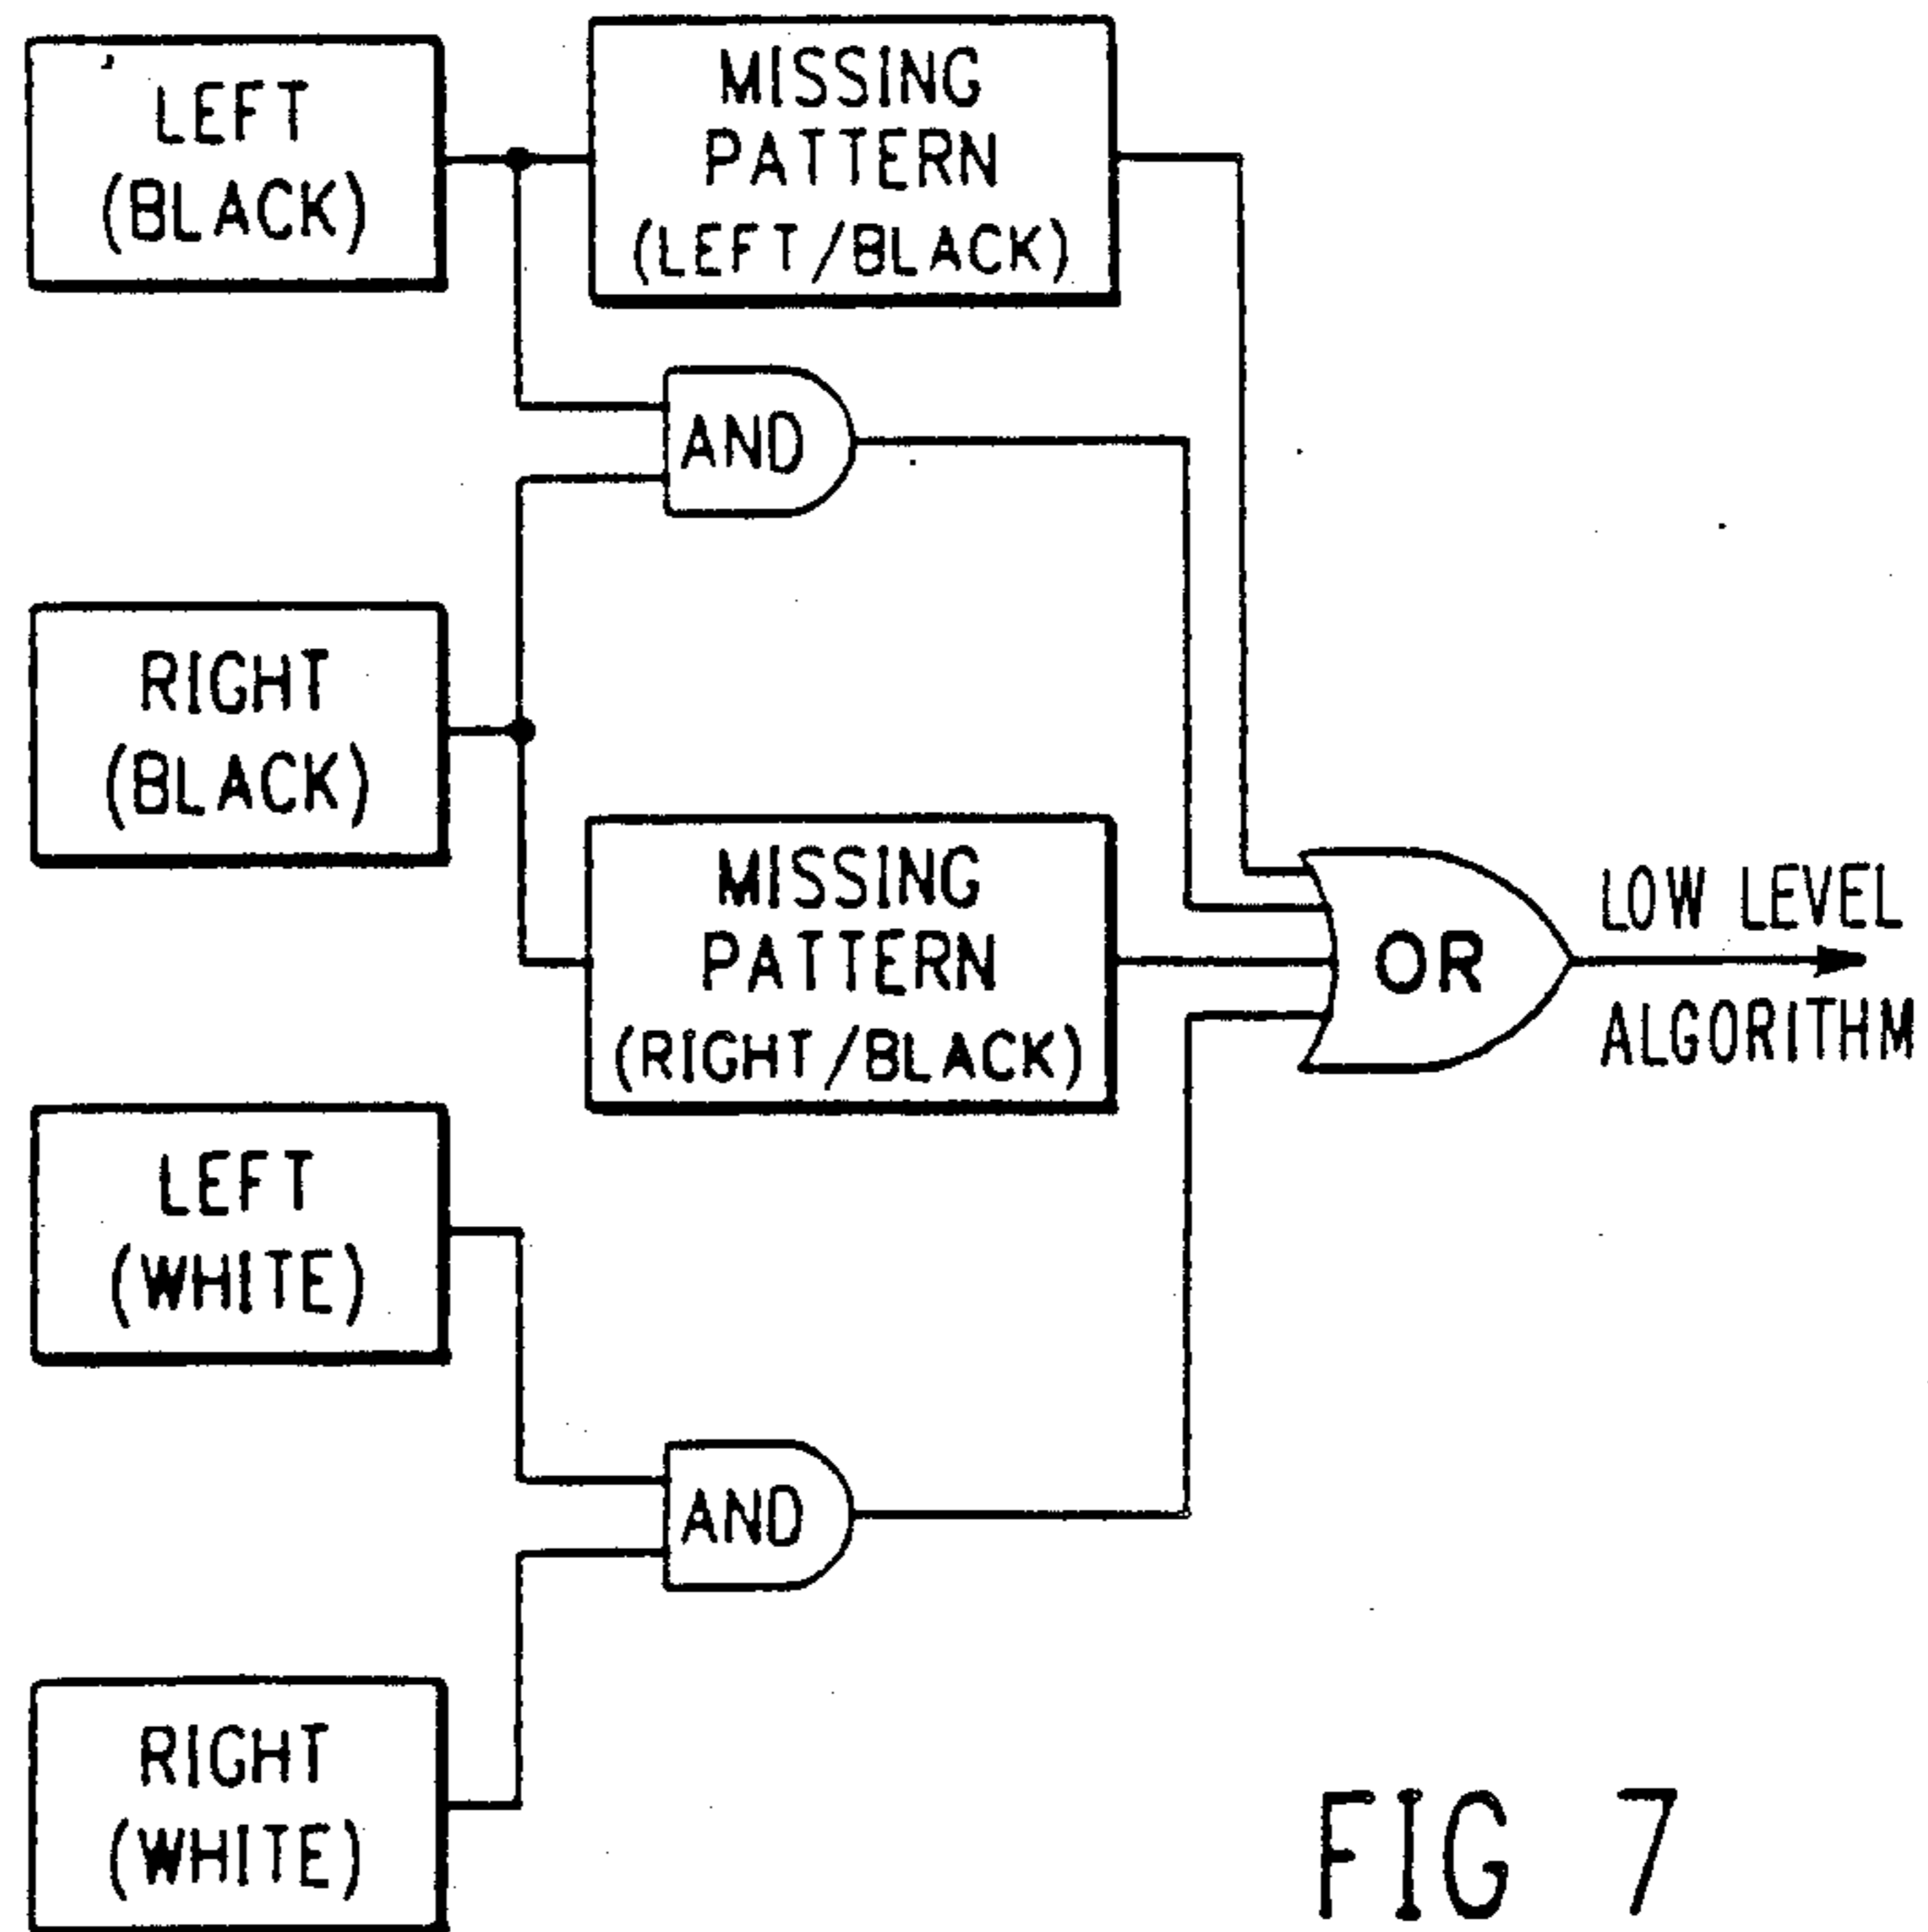 LEFT
(BLACK)
MISSING
PATTERN
(LEFT/BLACK)
AND
RIGHT
(BLACK)
MISSING
PATTERN
(RIGHT/BLACK)
OR
LOW LEVEL
ALGORITHM
LEFT
(WHITE)
AND
RIGHT
(WHITE)
FIG 7